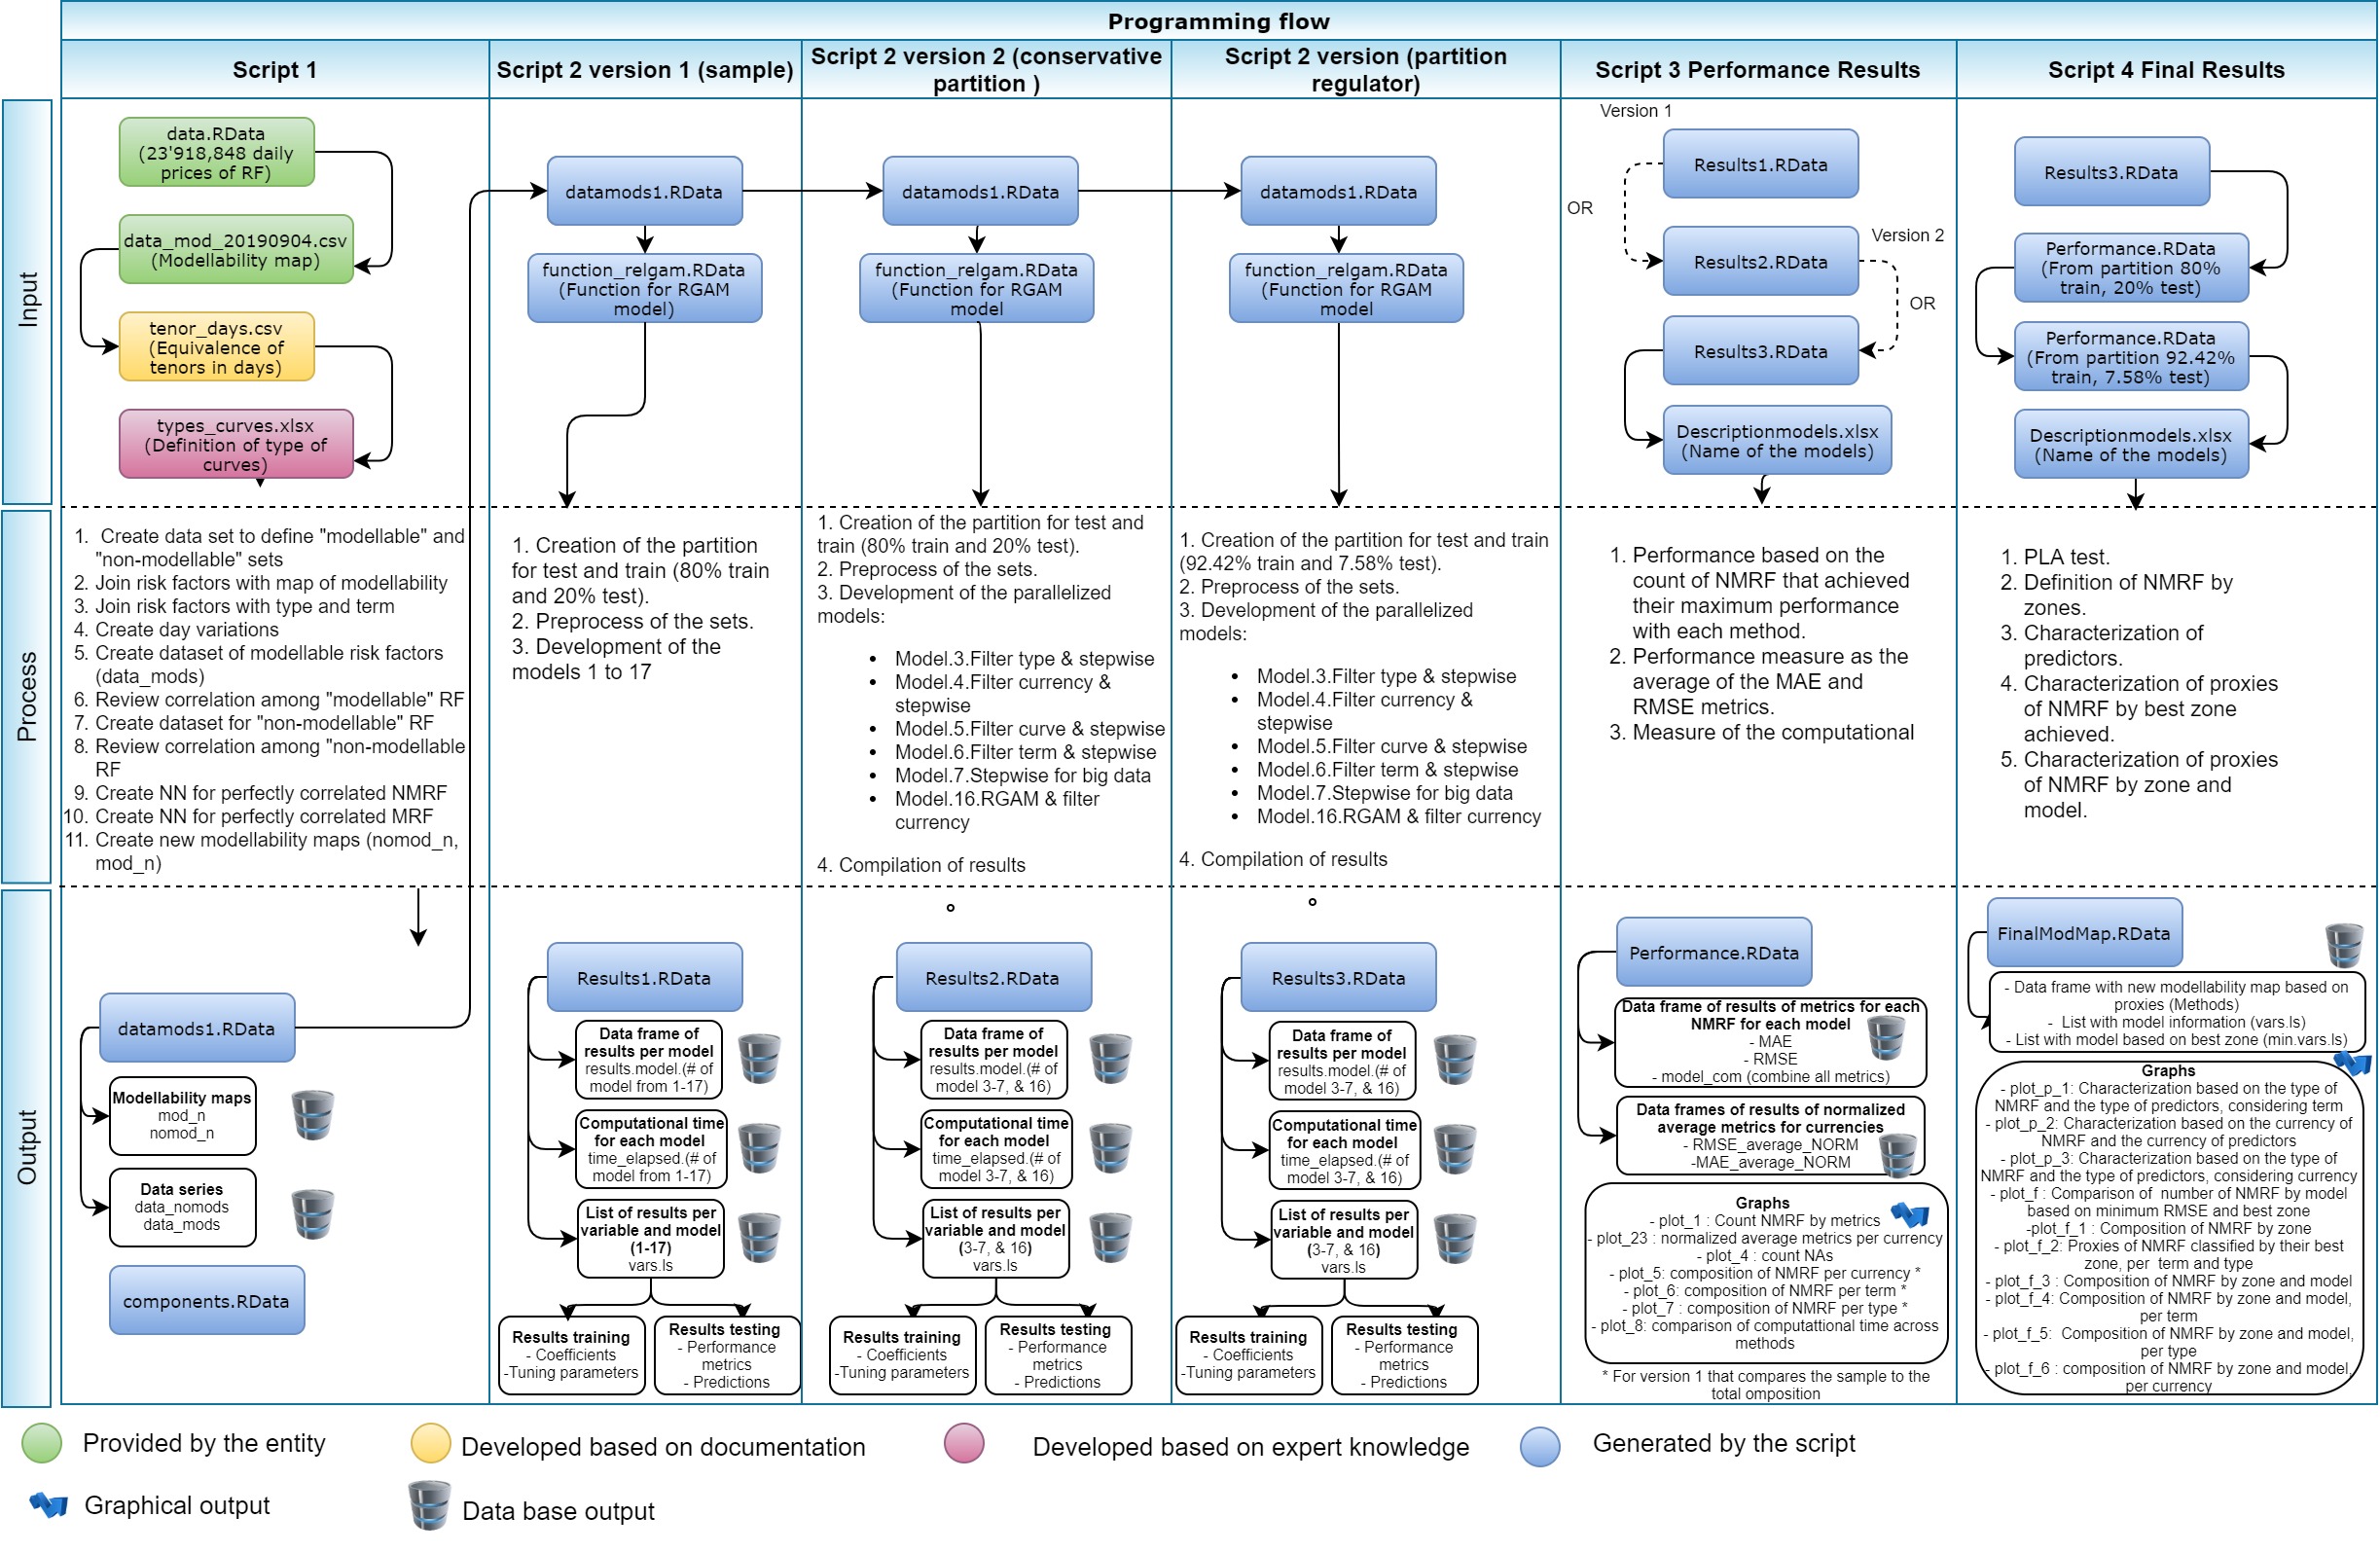 Programming flow
Script 1
Script 2 version 1 (sample)
Script 2 version 2 (conservative
partition )
Script 2 version (partition
regulator)
Script 3 Performance Results
Script 4 Final Results
Input
data.RData
(23'918,848 daily
prices of RF)
data_mod_20190904.csv
(Modellability map)
tenor_days.csv
(Equivalence of
tenors in days)
types_curves.xlsx
(Definition of type of
curves)
datamods1.RData
function_relgam.RData
(Function for RGAM
model)
datamods1.RData
function_relgam.RData
(Function for RGAM
model
datamods1.RData
function_relgam.RData
(Function for RGAM
model
Version 1
Results1.RData
OR
Results2.RData
Version 2
OR
Results3.RData
Descriptionmodels.xlsx
(Name of the models)
Results3.RData
Performance.RData
(From partition 80%
train, 20% test)
Performance.RData
(From partition 92.42%
train, 7.58% test)
Descriptionmodels.xlsx
(Name of the models)
Process
1. Create data set to define "modellable" and
"non-modellable" sets
2. Join risk factors with map of modellability
3. Join risk factors with type and term
4. Create day variations
5. Create dataset of modellable risk factors
(data_mods)
6. Review correlation among "modellable" RF
7. Create dataset for "non-modellable" RF
8. Review correlation among "non-modellable
RF
9. Create NN for perfectly correlated NMRF
10. Create NN for perfectly correlated MRF
11. Create new modellability maps (nomod_n,
mod_n)
1. Creation of the partition
for test and train (80% train
and 20% test).
2. Preprocess of the sets.
3. Development of the
models 1 to 17
1. Creation of the partition for test and
train (80% train and 20% test).
2. Preprocess of the sets.
3. Development of the parallelized
models:
• Model.3.Filter type & stepwise
• Model.4.Filter currency &
stepwise
• Model.5.Filter curve & stepwise
• Model.6.Filter term & stepwise
• Model.7.Stepwise for big data
• Model.16.RGAM & filter
currency
4. Compilation of results
1. Creation of the partition for test and train
(92.42% train and 7.58% test).
2. Preprocess of the sets.
3. Development of the parallelized
models:
• Model.3.Filter type & stepwise
• Model.4.Filter currency &
stepwise
• Model.5.Filter curve & stepwise
• Model.6.Filter term & stepwise
• Model.7.Stepwise for big data
• Model.16.RGAM & filter currency
4. Compilation of results
1. Performance based on the
count of NMRF that achieved
their maximum performance
with each method.
2. Performance measure as the
average of the MAE and
RMSE metrics.
3. Measure of the computational
1. PLA test.
2. Definition of NMRF by
zones.
3. Characterization of
predictors.
4. Characterization of proxies
of NMRF by best zone
achieved.
5. Characterization of proxies
of NMRF by zone and
model.
Output
datamods1.RData
Modellability maps
mod_n
nomod_n
Data series
data_nomods
data_mods
components.RData
Results1.RData
Data frame of
results per model
results.model.(# of
model from 1-17)
Computational time
for each model
time_elapsed.(# of
model from 1-17)
List of results per
variable and model
(1-17)
vars.ls
Results training
- Coefficients
-Tuning parameters
Results testing
- Performance
metrics
- Predictions
Results2.RData
Data frame of
results per model
results.model.(# of
model 3-7, & 16)
Computational time
for each model
time_elapsed.(# of
model 3-7, & 16)
List of results per
variable and model
(3-7, & 16)
vars.ls
Results training
- Coefficients
-Tuning parameters
Results testing
- Performance
metrics
- Predictions
Results3.RData
Data frame of
results per model
results.model.(# of
model 3-7, & 16)
Computational time
for each model
time_elapsed.(# of
model 3-7, & 16)
List of results per
variable and model
(3-7, & 16)
vars.ls
Results training
- Coefficients
-Tuning parameters
Results testing
- Performance
metrics
- Predictions
Performance.RData
Data frame of results of metrics for each
NMRF for each model
- MAE
- RMSE
- model_com (combine all metrics)
Data frames of results of normalized
average metrics for currencies
- RMSE_average_NORM
-MAE_average_NORM
Graphs
- plot_1 : Count NMRF by metrics
- plot_23 : normalized average metrics per currency
- plot_4 : count NAs
- plot_5: composition of NMRF per currency *
- plot_6: composition of NMRF per term *
- plot_7 : composition of NMRF per type *
- plot_8: comparison of computattional time across
methods
* For version 1 that compares the sample to the
total omposition
FinalModMap.RData
- Data frame with new modellability map based on
proxies (Methods)
- List with model information (vars.ls)
- List with model based on best zone (min.vars.ls)
Graphs
- plot_p_1: Characterization based on the type of
NMRF and the type of predictors, considering term
- plot_p_2: Characterization based on the currency of
NMRF and the currency of predictors
- plot_p_3: Characterization based on the type of
NMRF and the type of predictors, considering currency
- plot_f : Comparison of number of NMRF by model
based on minimum RMSE and best zone
-plot_f_1 : Composition of NMRF by zone
- plot_f_2: Proxies of NMRF classified by their best
zone, per term and type
- plot_f_3 : Composition of NMRF by zone and model
- plot_f_4: Composition of NMRF by zone and model,
per term
- plot_f_5: Composition of NMRF by zone and model,
per type
- plot_f_6 : composition of NMRF by zone and model,
per currency
Provided by the entity
Developed based on documentation
Developed based on expert knowledge
Generated by the script
Graphical output
Data base output